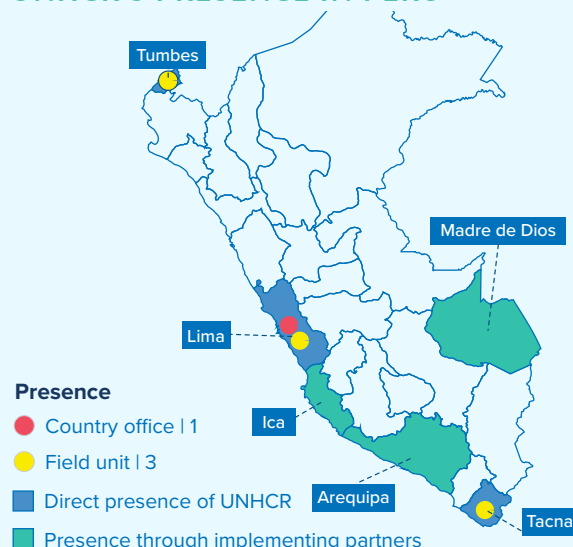 Tumbes
Madre de Dios
Lima
Presence
Country office | 1
Ica
Field unit | 3
Direct presence of UNHCR
Arequipa
Tacna
Presence through implementing partners